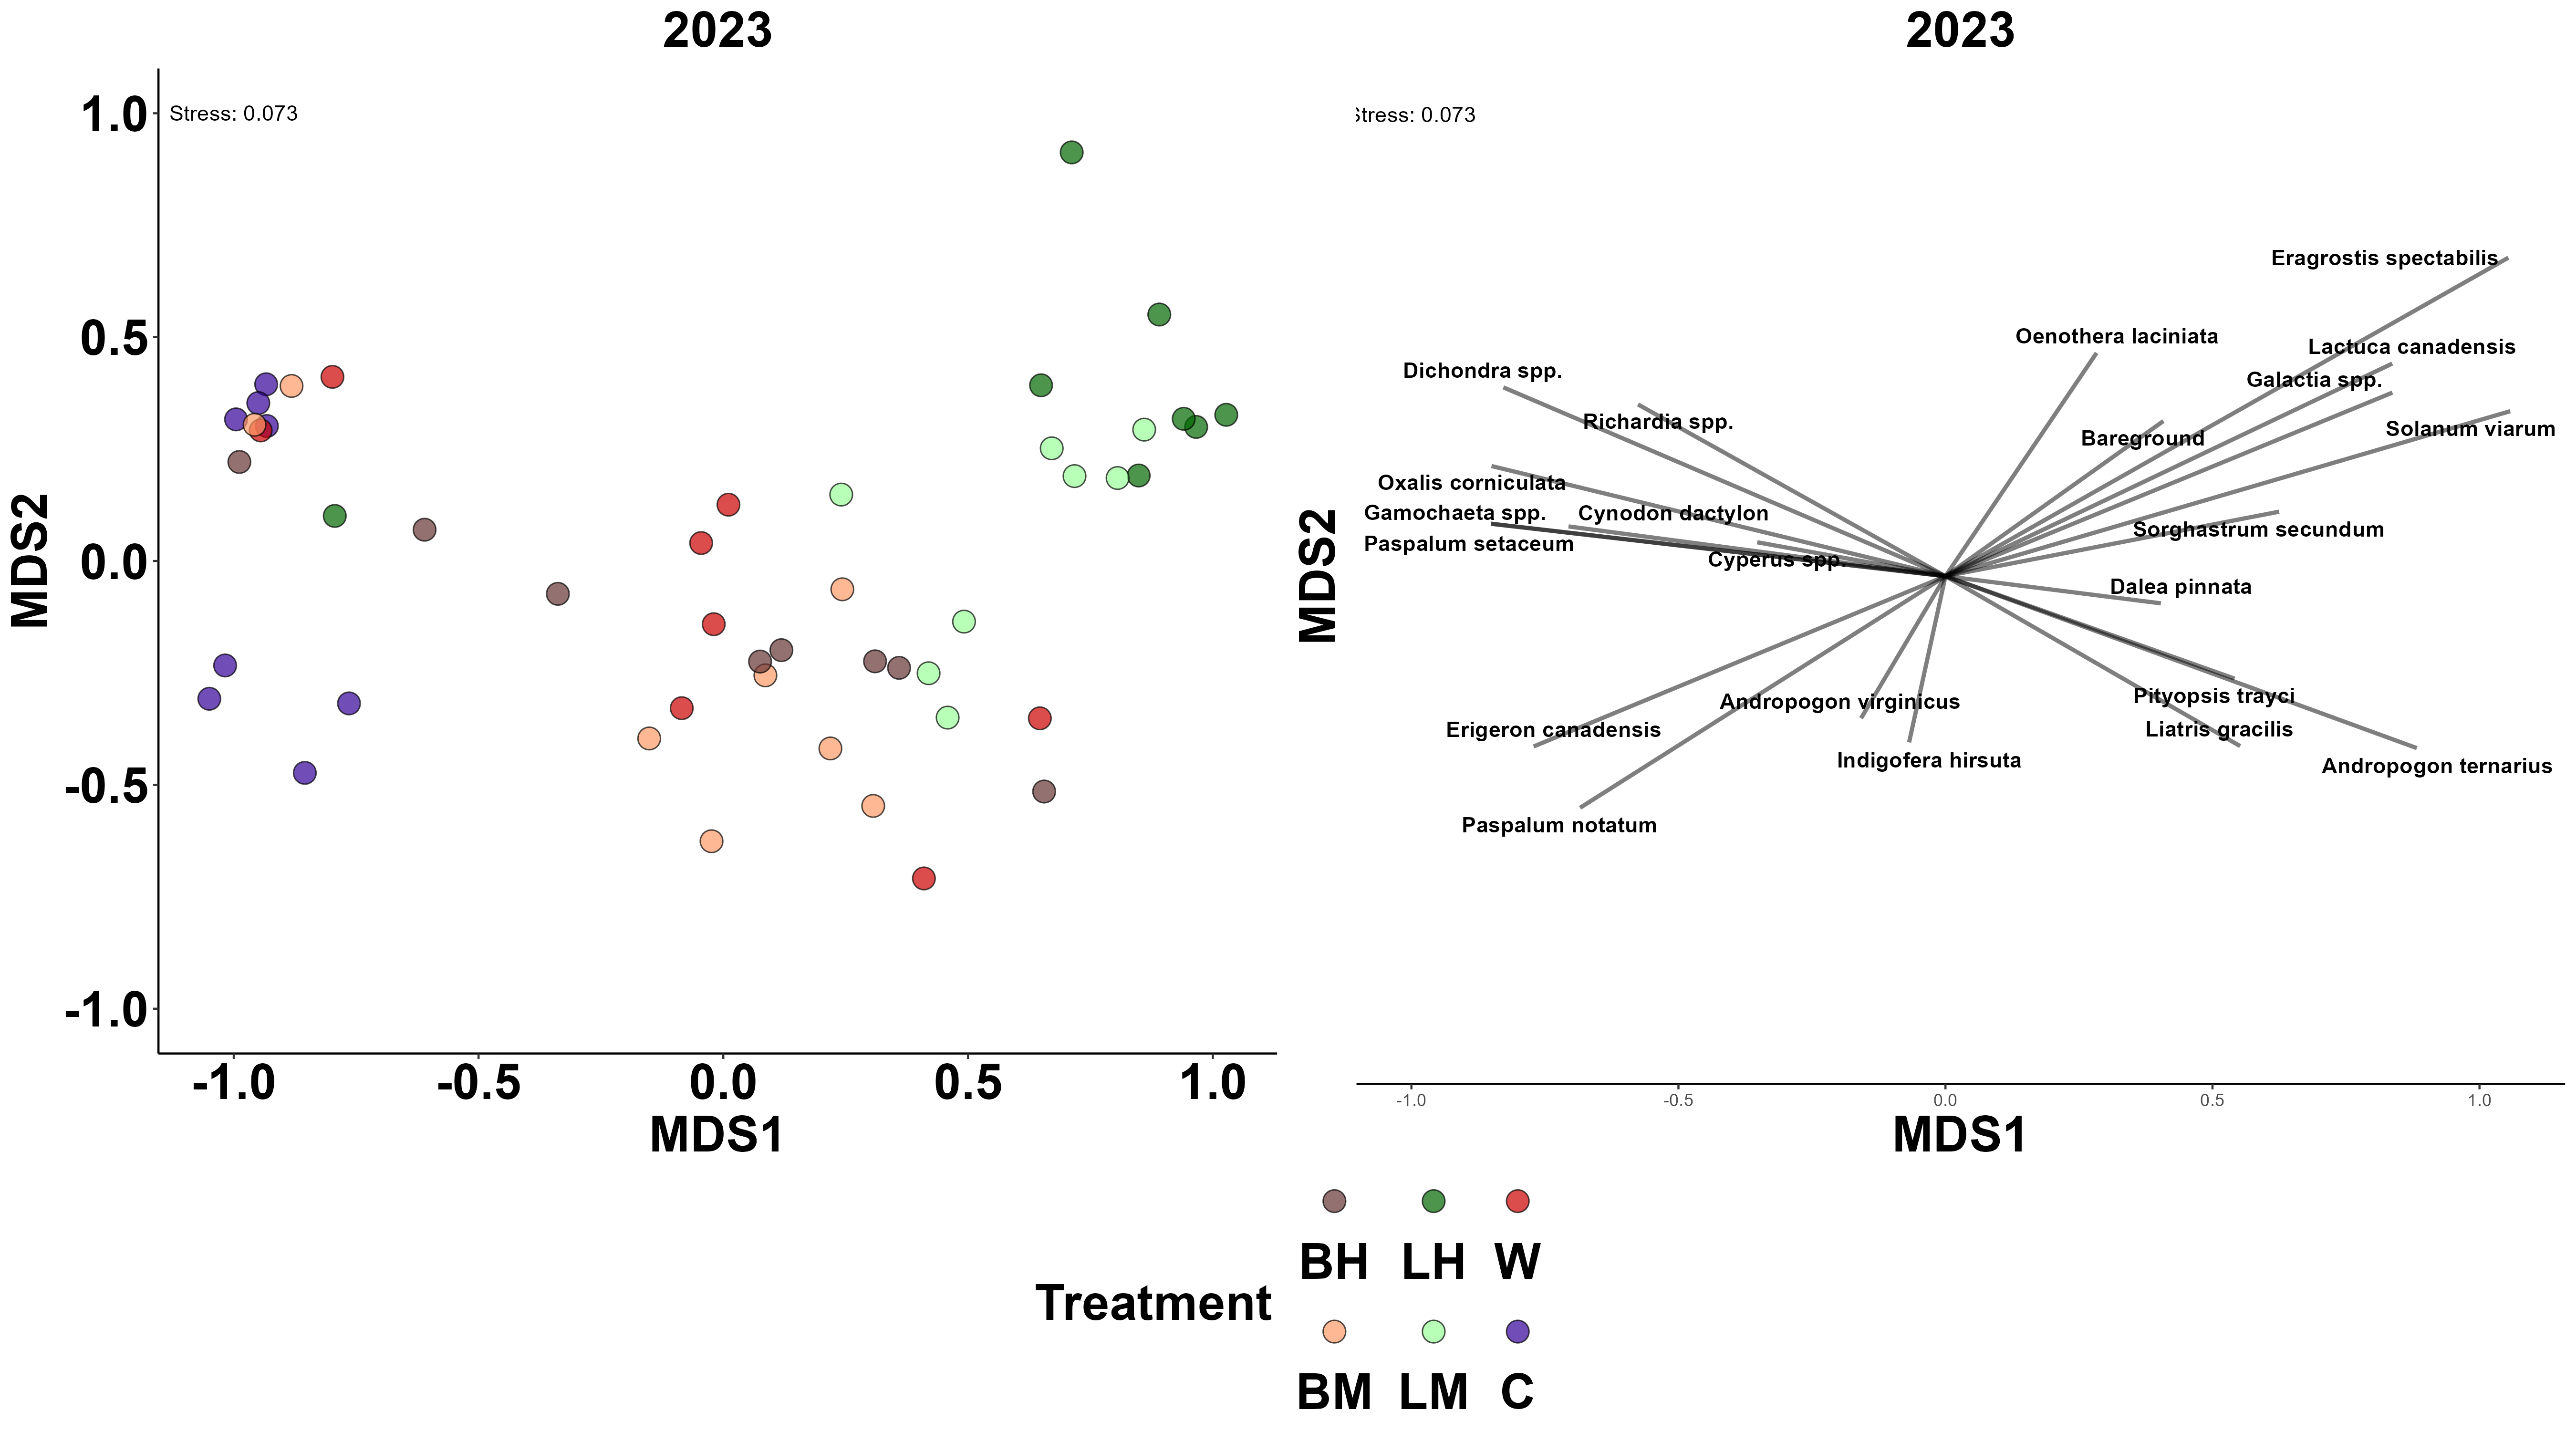 2023
Stress: 0.073
1.0
0.5
0.0
-0.5
-1.0
MDS2
-1.0 -0.5 0.0 0.5 1.0
MDS1
2023
Stress: 0.073
Eragrostis spectabilis
Oenothera laciniata
Lactuca canadensis
Dichondra spp.
Galactia spp.
Richardia spp.
Solanum viarum
Bareground
Oxalis corniculata
Gamochaeta spp.
Cynodon dactylon
Sorghastrum secundum
Paspalum setaceum
Cyperus spp.
Dalea pinnata
Pityopsis trayci
Andropogon virginicus
Erigeron canadensis
Liatris gracilis
Indigofera hirsuta
Andropogon ternarius
Paspalum notatum
MDS2
-1.0 -0.5 0.0 0.5 1.0
MDS1
Treatment
BH LH W
BM LM C